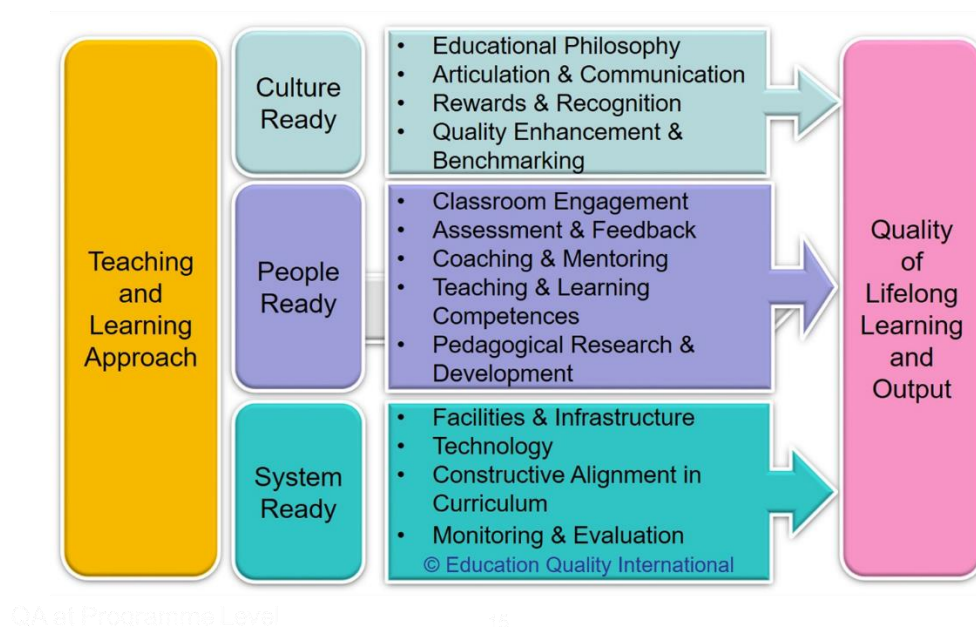 Teaching
and
Learning
Approach
Culture
Ready
• Educational Philosophy
• Articulation & Communication
• Rewards & Recognition
• Quality Enhancement &
Benchmarking
People
Ready
• Classroom Engagement
• Assessment & Feedback
• Coaching & Mentoring
• Teaching & Learning
Competences
• Pedagogical Research &
Development
System
Ready
• Facilities & Infrastructure
• Technology
• Constructive Alignment in
Curriculum
• Monitoring & Evaluation
© Education Quality International
Quality
of
Lifelong
Learning
and
Output
QA at Programme Level
15